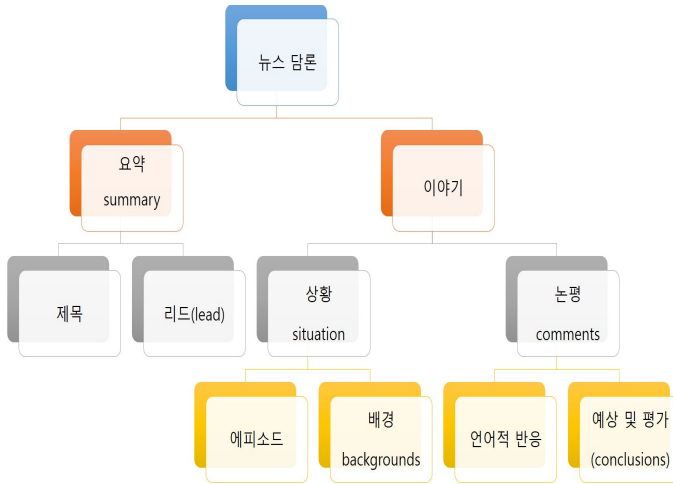 뉴스 담론
요약
summary
이야기
제목
리드(lead)
상황
situation
논평
comments
에피소드
배경
backgrounds
언어적 반응
예상 및 평가
(conclusions)